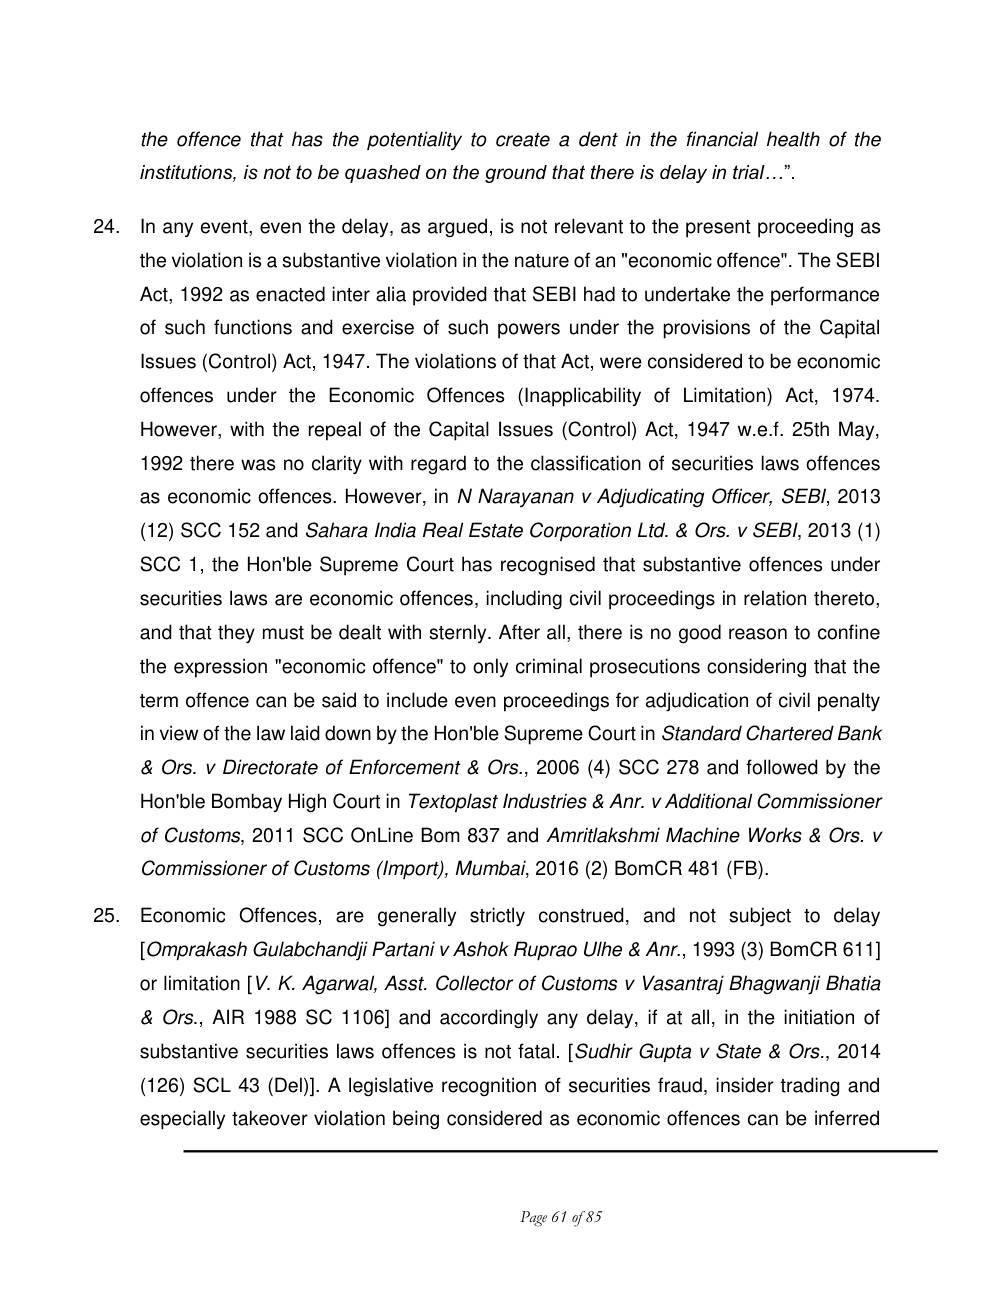 the offence that has the potentiality to create a dent in the financial health of the
institutions, is not to be quashed on the ground that there is delay in trial…”.
24. In any event, even the delay, as argued, is not relevant to the present proceeding as
the violation is a substantive violation in the nature of an "economic offence". The SEBI
Act, 1992 as enacted inter alia provided that SEBI had to undertake the performance
of such functions and exercise of such powers under the provisions of the Capital
Issues (Control) Act, 1947. The violations of that Act, were considered to be economic
offences under the Economic Offences (Inapplicability of Limitation) Act, 1974.
However, with the repeal of the Capital Issues (Control) Act, 1947 w.e.f. 25th May,
1992 there was no clarity with regard to the classification of securities laws offences
as economic offences. However, in N Narayanan v Adjudicating Officer, SEBI, 2013
(12) SCC 152 and Sahara India Real Estate Corporation Ltd. & Ors. v SEBI, 2013 (1)
SCC 1, the Hon'ble Supreme Court has recognised that substantive offences under
securities laws are economic offences, including civil proceedings in relation thereto,
and that they must be dealt with sternly. After all, there is no good reason to confine
the expression "economic offence" to only criminal prosecutions considering that the
term offence can be said to include even proceedings for adjudication of civil penalty
in view of the law laid down by the Hon'ble Supreme Court in Standard Chartered Bank
& Ors. v Directorate of Enforcement & Ors., 2006 (4) SCC 278 and followed by the
Hon'ble Bombay High Court in Textoplast Industries & Anr. v Additional Commissioner
of Customs, 2011 SCC OnLine Bom 837 and Amritlakshmi Machine Works & Ors. v
Commissioner of Customs (Import), Mumbai, 2016 (2) BomCR 481 (FB).
25. Economic Offences, are generally strictly construed, and not subject to delay
[Omprakash Gulabchandji Partani v Ashok Ruprao Ulhe & Anr., 1993 (3) BomCR 611]
or limitation [V. K. Agarwal, Asst. Collector of Customs v Vasantraj Bhagwanji Bhatia
& Ors., AIR 1988 SC 1106] and accordingly any delay, if at all, in the initiation of
substantive securities laws offences is not fatal. [Sudhir Gupta v State & Ors., 2014
(126) SCL 43 (Del)]. A legislative recognition of securities fraud, insider trading and
especially takeover violation being considered as economic offences can be inferred
Page 61 of 85